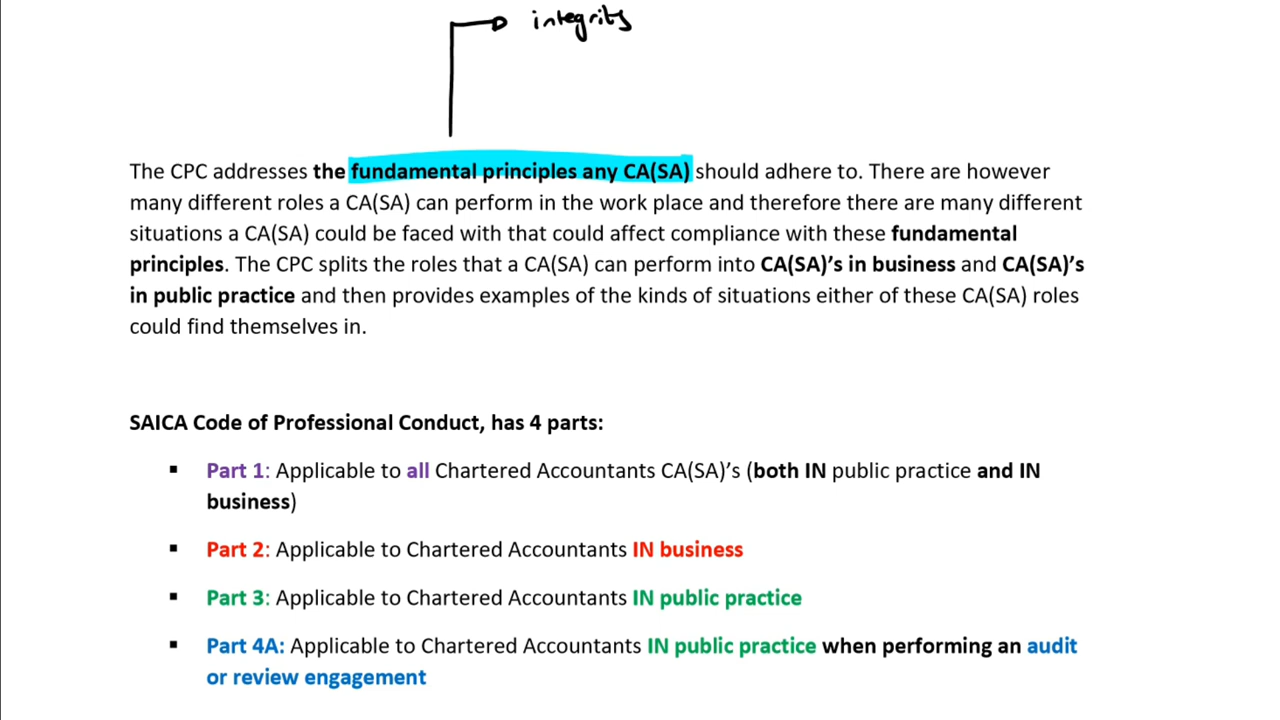 integrity
The CPC addresses the fundamental principles any CA(SA) should adhere to. There are however
many different roles a CA(SA) can perform in the work place and therefore there are many different
situations a CA(SA) could be faced with that could affect compliance with these fundamental
principles. The CPC splits the roles that a CA(SA) can perform into CA(SA)’s in business and CA(SA)’s
in public practice and then provides examples of the kinds of situations either of these CA(SA) roles
could find themselves in.
SAICA Code of Professional Conduct, has 4 parts:
▪ Part 1: Applicable to all Chartered Accountants CA(SA)’s (both IN public practice and IN
business)
▪ Part 2: Applicable to Chartered Accountants IN business
▪ Part 3: Applicable to Chartered Accountants IN public practice
▪ Part 4A: Applicable to Chartered Accountants IN public practice when performing an audit
or review engagement